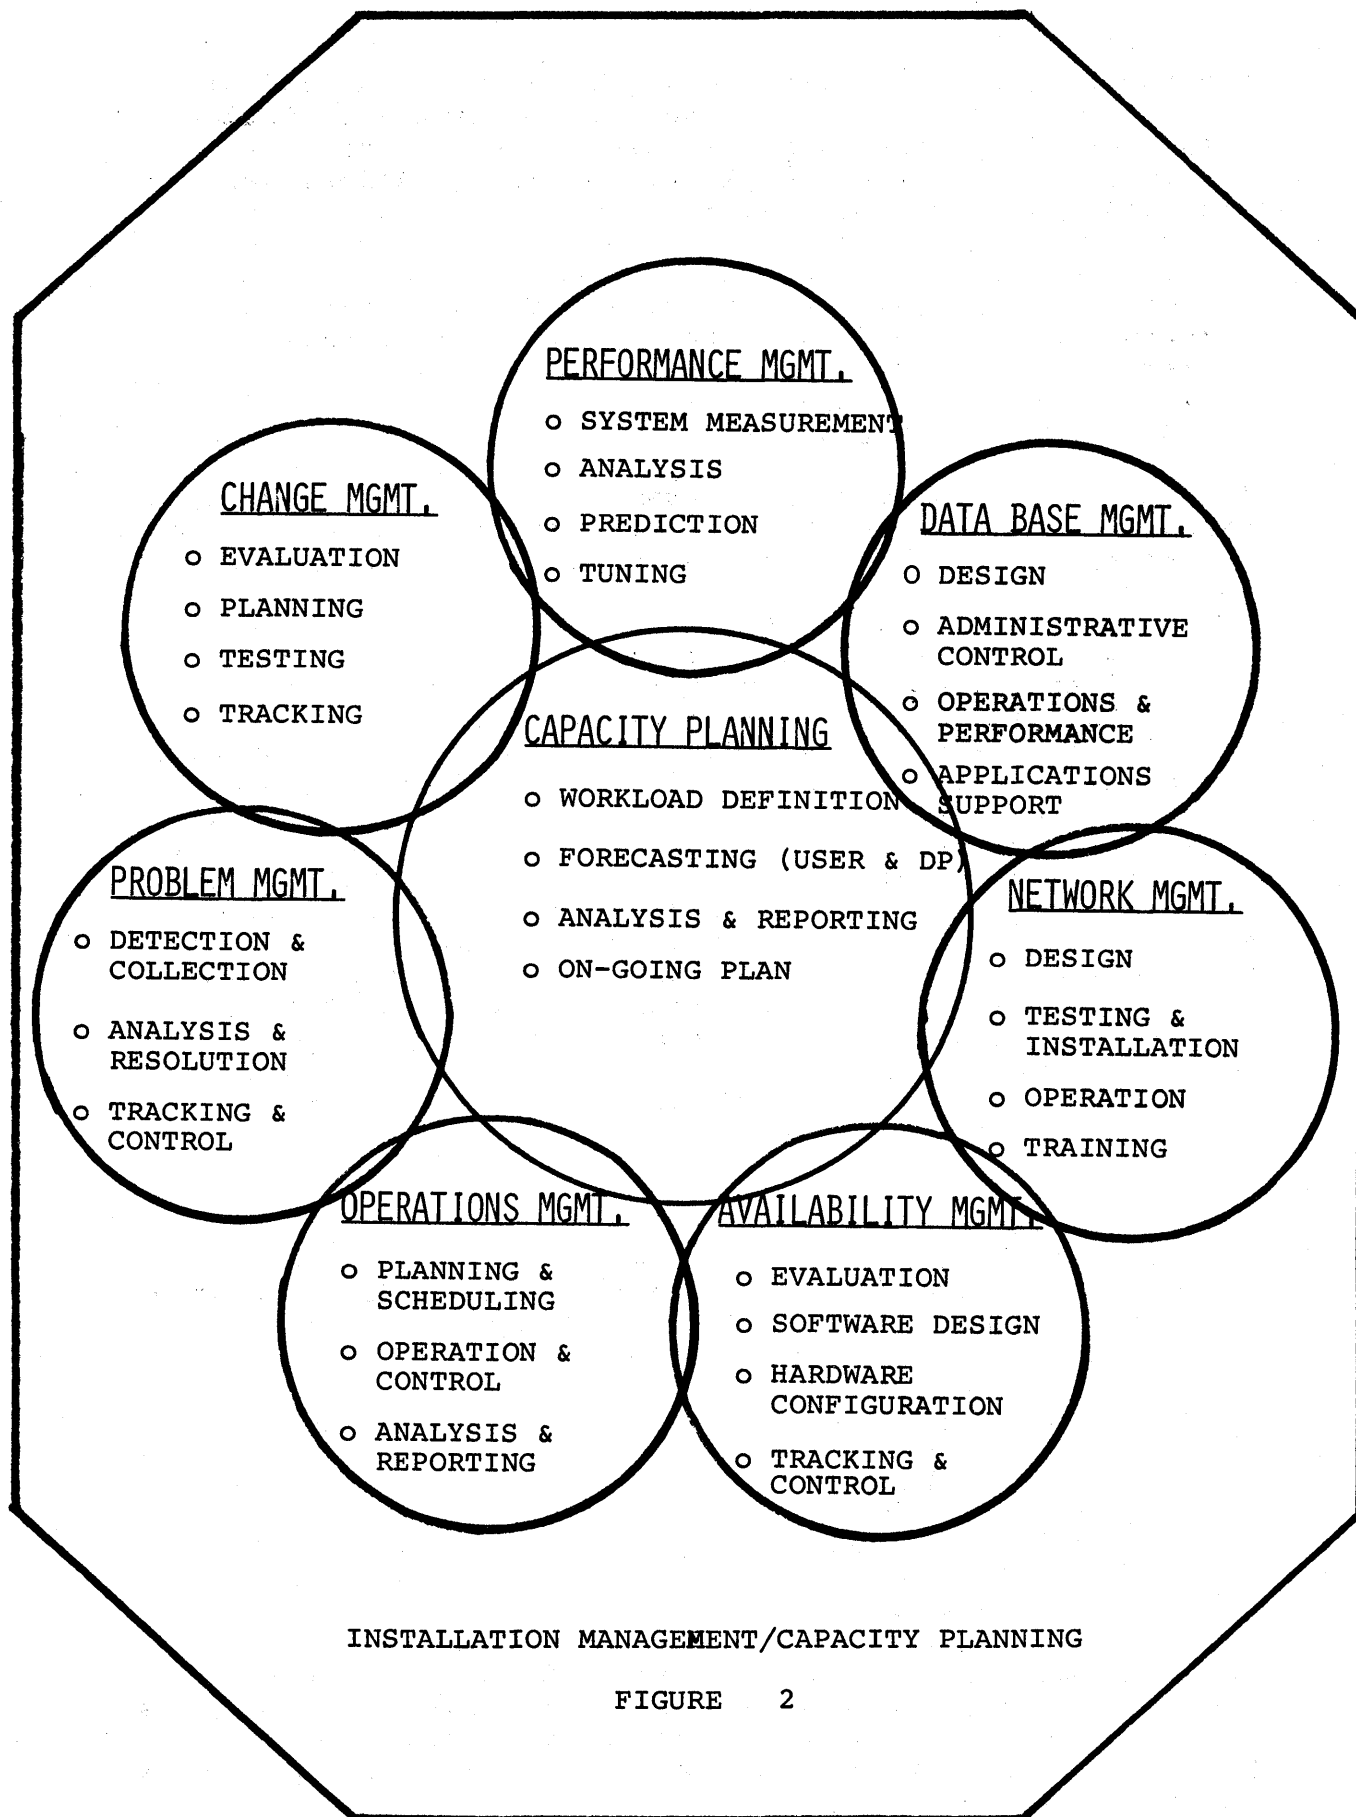 PERFORMANCE MGMT.
o SYSTEM MEASUREMENT
o ANALYSIS
o PREDICTION
o TUNING
CHANGE MGMT.
o EVALUATION
o PLANNING
o TESTING
o TRACKING
DATA BASE MGMT.
O DESIGN
o ADMINISTRATIVE
CONTROL
o OPERATIONS &
PERFORMANCE
o APPLICATIONS
SUPPORT
CAPACITY PLANNING
o WORKLOAD DEFINITION
o FORECASTING (USER & DP)
o ANALYSIS & REPORTING
o ON-GOING PLAN
PROBLEM MGMT.
o DETECTION &
COLLECTION
o ANALYSIS &
RESOLUTION
o TRACKING &
CONTROL
NETWORK MGMT.
o DESIGN
o TESTING &
INSTALLATION
o OPERATION
o TRAINING
OPERATIONS MGMT.
o PLANNING &
SCHEDULING
o OPERATION &
CONTROL
o ANALYSIS &
REPORTING
AVAILABILITY MGMT.
o EVALUATION
o SOFTWARE DESIGN
o HARDWARE
CONFIGURATION
o TRACKING &
CONTROL
INSTALLATION MANAGEMENT/CAPACITY PLANNING
FIGURE 2